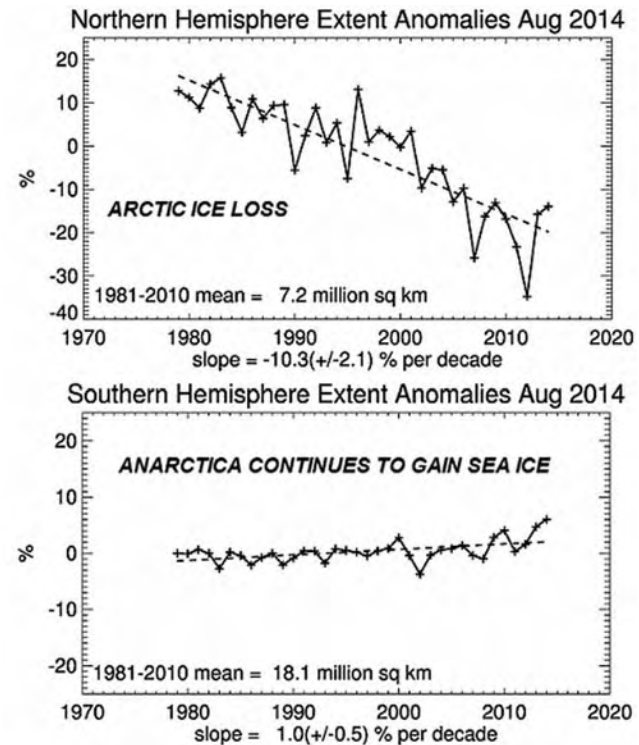 Northern Hemisphere Extent Anomalies Aug 2014
20
10
0
-10
-20
-30
-40
%
ARCTIC ICE LOSS
1981-2010 mean = 7.2 million sq km
1970 1980 1990 2000 2010 2020
slope = -10.3(+/-2.1) % per decade
Southern Hemisphere Extent Anomalies Aug 2014
20
10
0
-10
-20
%
ANARCTICA CONTINUES TO GAIN SEA ICE
1981-2010 mean = 18.1 million sq km
1970 1980 1990 2000 2010 2020
slope = 1.0(+/-0.5) % per decade